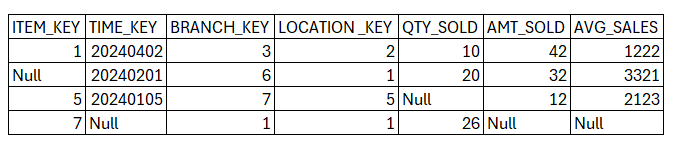 ITEM_KEY TIME_KEY BRANCH_KEY LOCATION _KEY QTY_SOLD AMT_SOLD AVG_SALES
1 20240402 3 2 10 42 1222
Null 20240201 6 1 20 32 3321
5 20240105 7 5 Null 12 2123
7 Null 1 1 26 Null Null